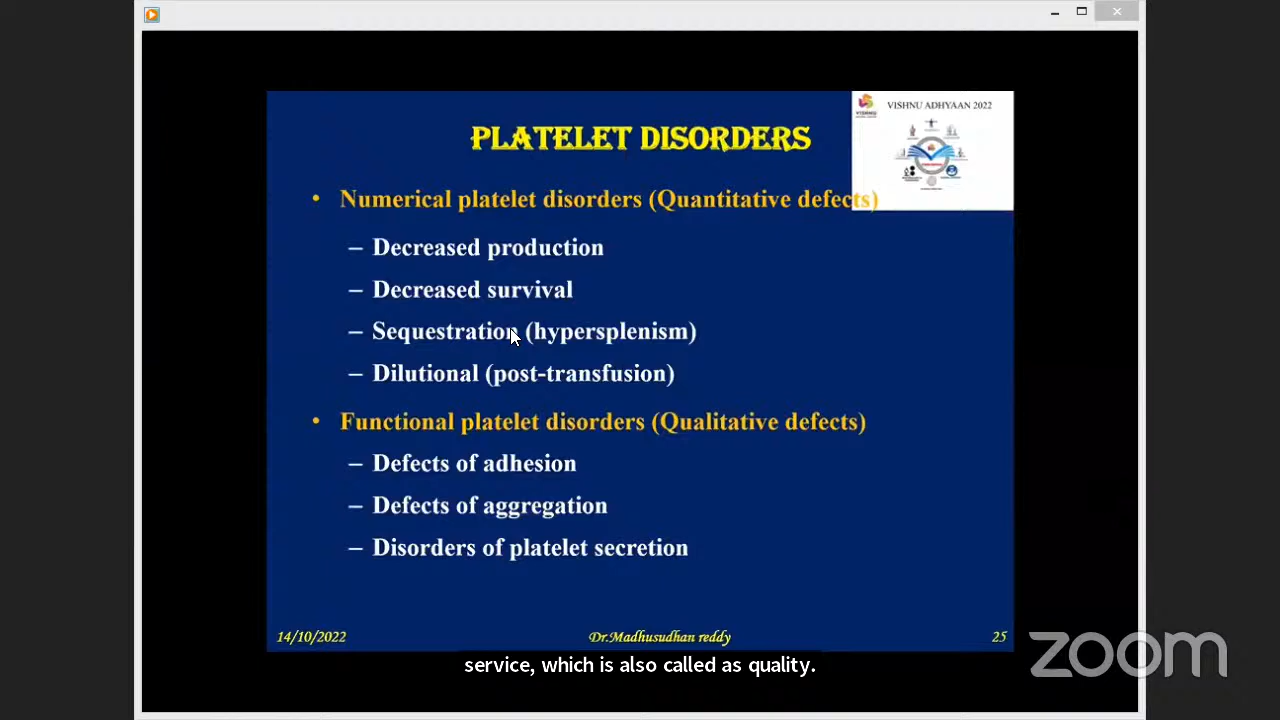 VISHNU ADHYAAN 2022
VISHNU
PLATELET DISORDERS
• Numerical platelet disorders (Quantitative defects)
– Decreased production
– Decreased survival
– Sequestration (hypersplenism)
– Dilutional (post-transfusion)
• Functional platelet disorders (Qualitative defects)
– Defects of adhesion
– Defects of aggregation
– Disorders of platelet secretion
14/10/2022 Dr.Madhusudhan reddy 25
service, which is also called as quality.
zoom